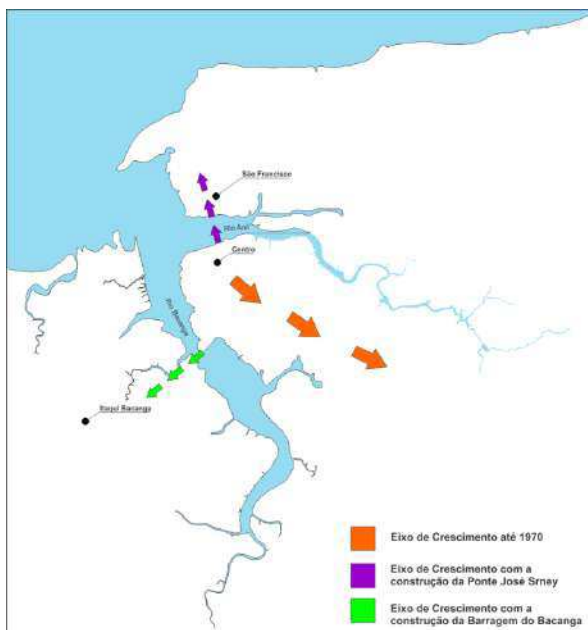 São Francisco
Rio Anil
Centro
Rio Bacanga
Itaqui Bacanga
Eixo de Crescimento até 1970
Eixo de Crescimento com a
construção da Ponte José Srney
Eixo de Crescimento com a
construção da Barragem do Bacanga